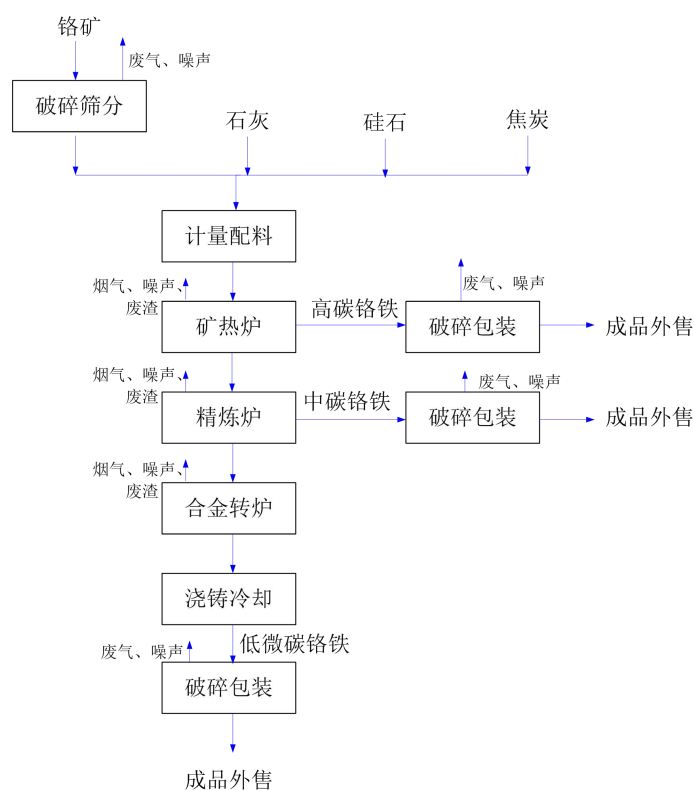 铬矿
废气、噪声
破碎筛分
石灰
硅石
焦炭
计量配料
烟气、噪声、
废渣
矿热炉
高碳铬铁
废气、噪声
破碎包装
成品外售
烟气、噪声、
废渣
精炼炉
中碳铬铁
废气、噪声
破碎包装
成品外售
烟气、噪声、
废渣
合金转炉
浇铸冷却
低微碳铬铁
废气、噪声
破碎包装
成品外售